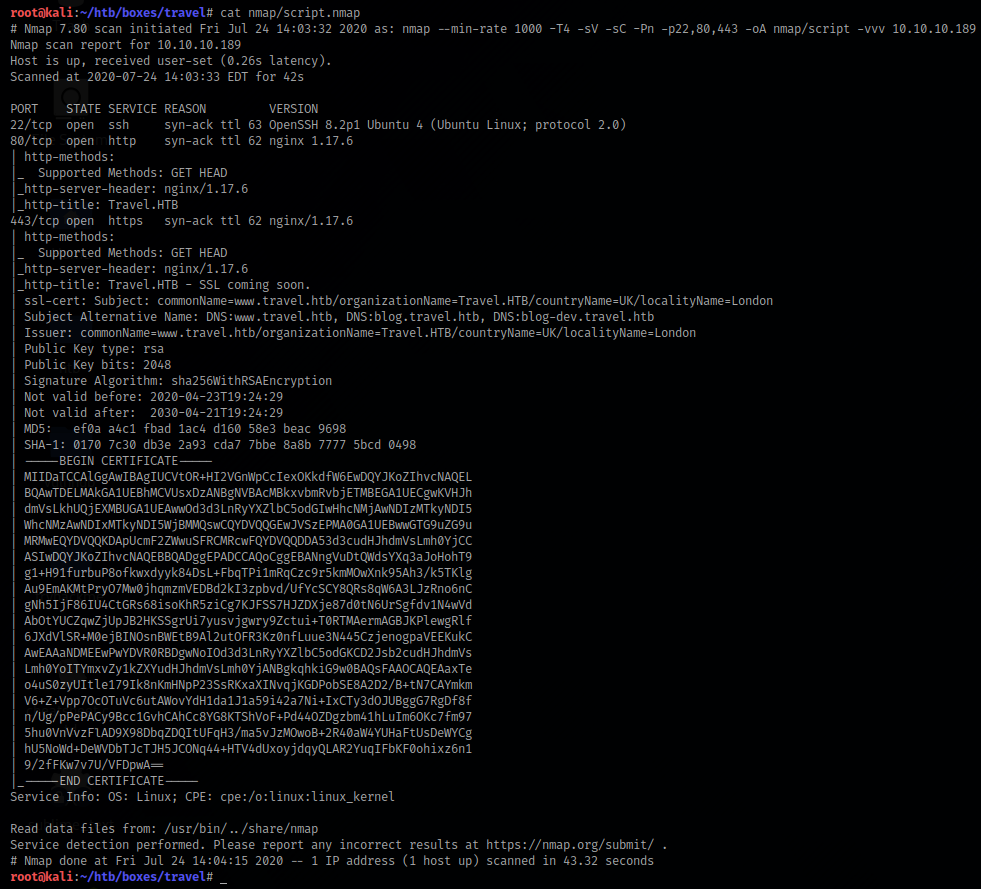 root@kali:~/htb/boxes/travel# cat nmap/script.nmap
# Nmap 7.80 scan initiated Fri Jul 24 14:03:32 2020 as: nmap --min-rate 1000 -T4 -sV -sC -Pn -p22,80,443 -oA nmap/script -vvv 10.10.10.189
Nmap scan report for 10.10.10.189
Host is up, received user-set (0.26s latency).
Scanned at 2020-07-24 14:03:33 EDT for 42s
PORT    STATE SERVICE REASON         VERSION
22/tcp  open  ssh     syn-ack ttl 63 OpenSSH 8.2p1 Ubuntu 4 (Ubuntu Linux; protocol 2.0)
80/tcp  open  http    syn-ack ttl 62 nginx 1.17.6
| http-methods:
|_  Supported Methods: GET HEAD
|_http-server-header: nginx/1.17.6
|_http-title: Travel.HTB
443/tcp open  https   syn-ack ttl 62 nginx/1.17.6
| http-methods:
|_  Supported Methods: GET HEAD
|_http-server-header: nginx/1.17.6
|_http-title: Travel.HTB - SSL coming soon.
| ssl-cert: Subject: commonName=www.travel.htb/organizationName=Travel.HTB/countryName=UK/localityName=London
| Subject Alternative Name: DNS:www.travel.htb, DNS:blog.travel.htb, DNS:blog-dev.travel.htb
| Issuer: commonName=www.travel.htb/organizationName=Travel.HTB/countryName=UK/localityName=London
| Public Key type: rsa
| Public Key bits: 2048
| Signature Algorithm: sha256WithRSAEncryption
| Not valid before: 2020-04-23T19:24:29
| Not valid after:  2030-04-21T19:24:29
| MD5:   ef0a a4c1 fbad 1ac4 d160 58e3 beac 9698
| SHA-1: 0170 7c30 db3e 2a93 cda7 7bbe 8a8b 7777 5bcd 0498
| -----BEGIN CERTIFICATE-----
| MIIDaTCCAlGgAwIBAgIUCVtOR+HI2VGnWpCcIexOKkdfW6EwDQYJKoZIhvcNAQEL
| BQAwTDELMAkGA1UEBhMCVUsxDzANBgNVBAcMBkxvbmRvbjETMBEGA1UECgwKVHJh
| dmVsLkhUQjEXMBUGA1UEAwwOd3d3LnRyYXZlbC5odGIwHhcNMjAwNDIzMTkyNDI5
| WhcNMzAwNDIxMTkyNDI5WjBMMQswCQYDVQQGEwJVSzEPMA0GA1UEBwwGTG9uZG9u
| MRMwEQYDVQQKDApUcmF2ZWwuSFRCMRcwFQYDVQQDDA53d3cudHJhdmVsLmh0YjCC
| ASIwDQYJKoZIhvcNAQEBBQADggEPADCCAQoCggEBANngVuDtQWdsYXq3aJoHohT9
| g1+H91furbuP8ofkwxdyyk84DsL+FbqTPi1mRqCzc9r5kmMOwXnk95Ah3/k5TKlg
| Au9EmAKMtPryO7Mw0jhqmzmVEDBd2kI3zpbvd/UfYcSCY8QRs8qW6A3LJzRno6nC
| gNh5IjF86IU4CtGRs68isoKhR5ziCg7KJFSS7HJZDXje87d0tN6UrSgfdv1N4wVd
| AbOtYUCZqwZjUpJB2HKSSgrUi7yusvjgwry9Zctui+T0RTMAermAGBJKPlewgRlf
| 6JXdVlSR+M0ejBINOsnBWEtB9Al2utOFR3Kz0nfLuue3N445CzjenogpaVEEKukC
| AwEAAaNDMEEwPwYDVR0RBDgwNoIOd3d3LnRyYXZlbC5odGKCD2Jsb2cudHJhdmVs
| Lmh0YoITYmxvZy1kZXYudHJhdmVsLmh0YjANBgkqhkiG9w0BAQsFAAOCAQEAaxTe
| o4uS0zyUItle179Ik8nKmHNpP23SsRKxaXINvqjKGDPobSE8A2D2/B+tN7CAYmkm
| V6+Z+Vpp7OcOTuVc6utAWovYdH1da1J1a59i42a7Ni+IxCTy3dOJUBggG7RgDf8f
| n/Ug/pPePACy9Bcc1GvhCAhCc8YG8KTShVoF+Pd44OZDgzbm41hLuIm6OKc7fm97
| 5hu0VnVvzFlAD9X98DbqZDQItUFqH3/ma5vJzMOwoB+2R40aW4YUHaFtUsDeWYCg
| hU5NoWd+DeWVDbTJcTJH5JCONq44+HTV4dUxoyjdqyQLAR2YuqIFbKF0ohixz6n1
| 9/2fFKw7v7U/VFDpwA==
|_-----END CERTIFICATE-----
Service Info: OS: Linux; CPE: cpe:/o:linux:linux_kernel
Read data files from: /usr/bin/../share/nmap
Service detection performed. Please report any incorrect results at https://nmap.org/submit/ .
# Nmap done at Fri Jul 24 14:04:15 2020 -- 1 IP address (1 host up) scanned in 43.32 seconds
root@kali:~/htb/boxes/travel# _